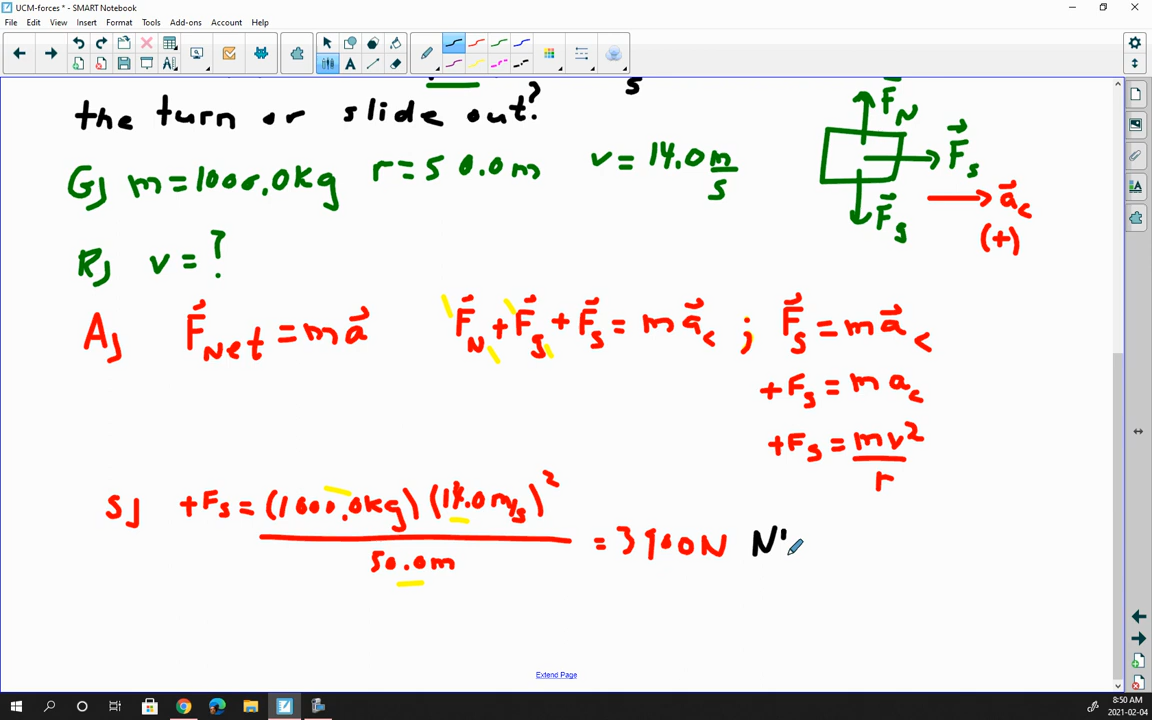 UCM-forces * - SMART Notebook
File Edit View Insert Format Tools Add-ons Account Help
s
the turn or slide out?
G] m = 1000.0kg r = 50.0m v = 14.0 m/s
F⃗N
F⃗s
F⃗g
a⃗c
(+)
R] v = ?
A] F⃗Net = ma⃗ F⃗N + F⃗g + F⃗s = ma⃗c ; F⃗s = ma⃗c
+Fs = mac
+Fs = mv²
r
S] +Fs = (1000.0kg) (14.0 m/s)²
50.0m
= 3900N N'
Extend Page
8:50 AM
2021-02-04